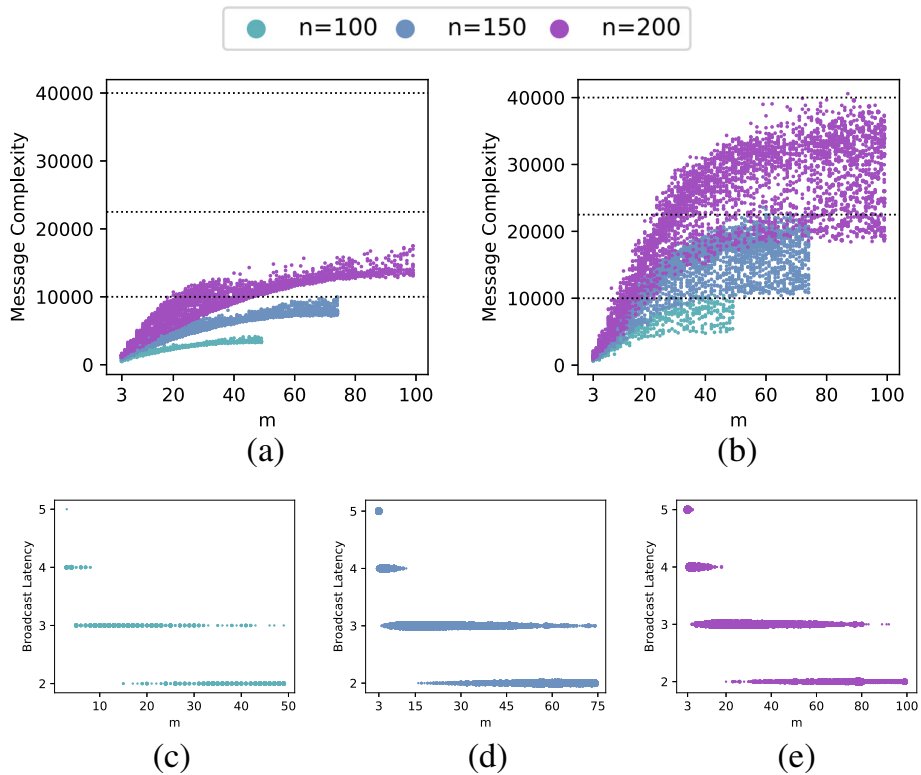 n=100 n=150 n=200
40000
30000
20000
10000
0
Message Complexity
3 20 40 60 80 100
m
(a)
40000
30000
20000
10000
0
Message Complexity
3 20 40 60 80 100
m
(b)
5
4
3
2
Broadcast Latency
10 20 30 40 50
m
(c)
5
4
3
2
Broadcast Latency
3 15 30 45 60 75
m
(d)
5
4
3
2
Broadcast Latency
3 20 40 60 80 100
m
(e)